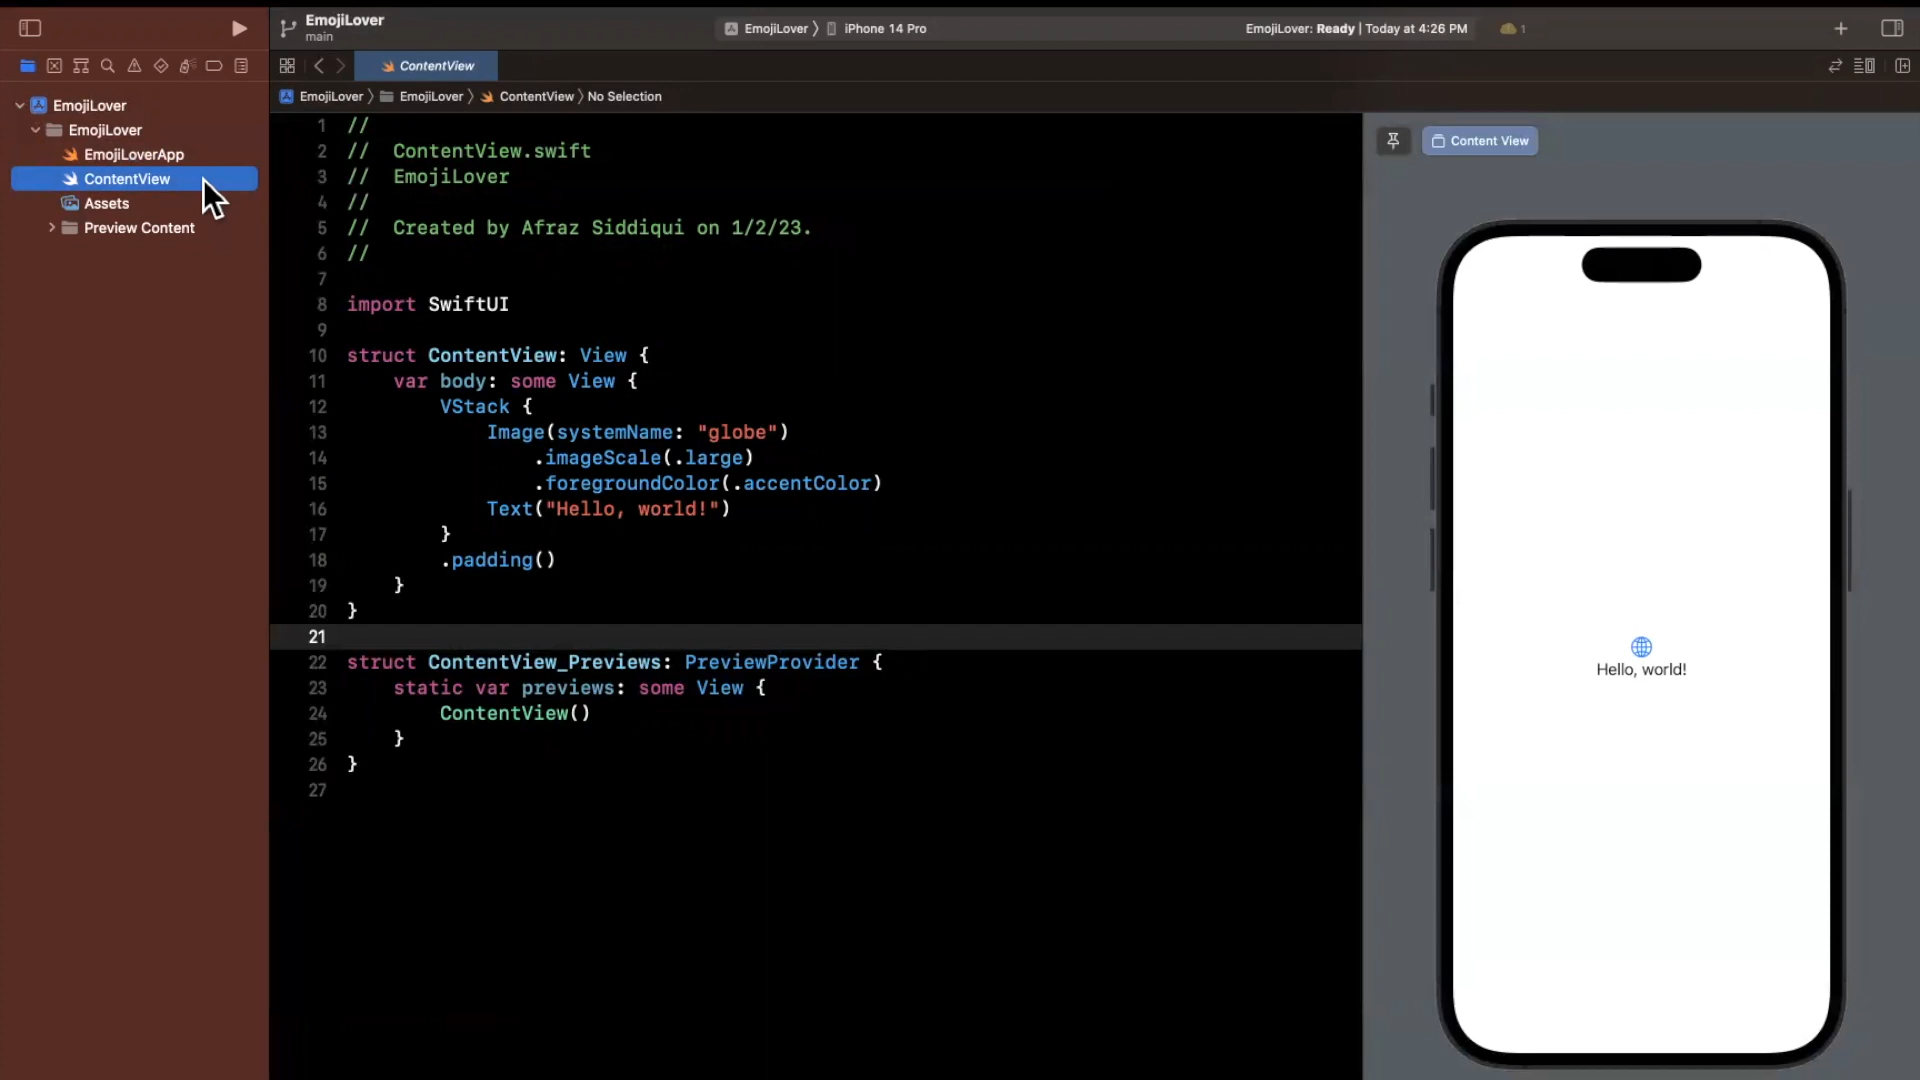 EmojiLover
main
EmojiLover 〉 iPhone 14 Pro
EmojiLover: Ready | Today at 4:26 PM
1
ContentView
EmojiLover 〉 EmojiLover 〉 ContentView 〉 No Selection
EmojiLover
EmojiLover
EmojiLoverApp
ContentView
Assets
Preview Content
1 //
2 //  ContentView.swift
3 //  EmojiLover
4 //
5 //  Created by Afraz Siddiqui on 1/2/23.
6 //
7
8 import SwiftUI
9
10 struct ContentView: View {
11     var body: some View {
12         VStack {
13             Image(systemName: "globe")
14                 .imageScale(.large)
15                 .foregroundColor(.accentColor)
16             Text("Hello, world!")
17         }
18         .padding()
19     }
20 }
21
22 struct ContentView_Previews: PreviewProvider {
23     static var previews: some View {
24         ContentView()
25     }
26 }
27
Content View
Hello, world!